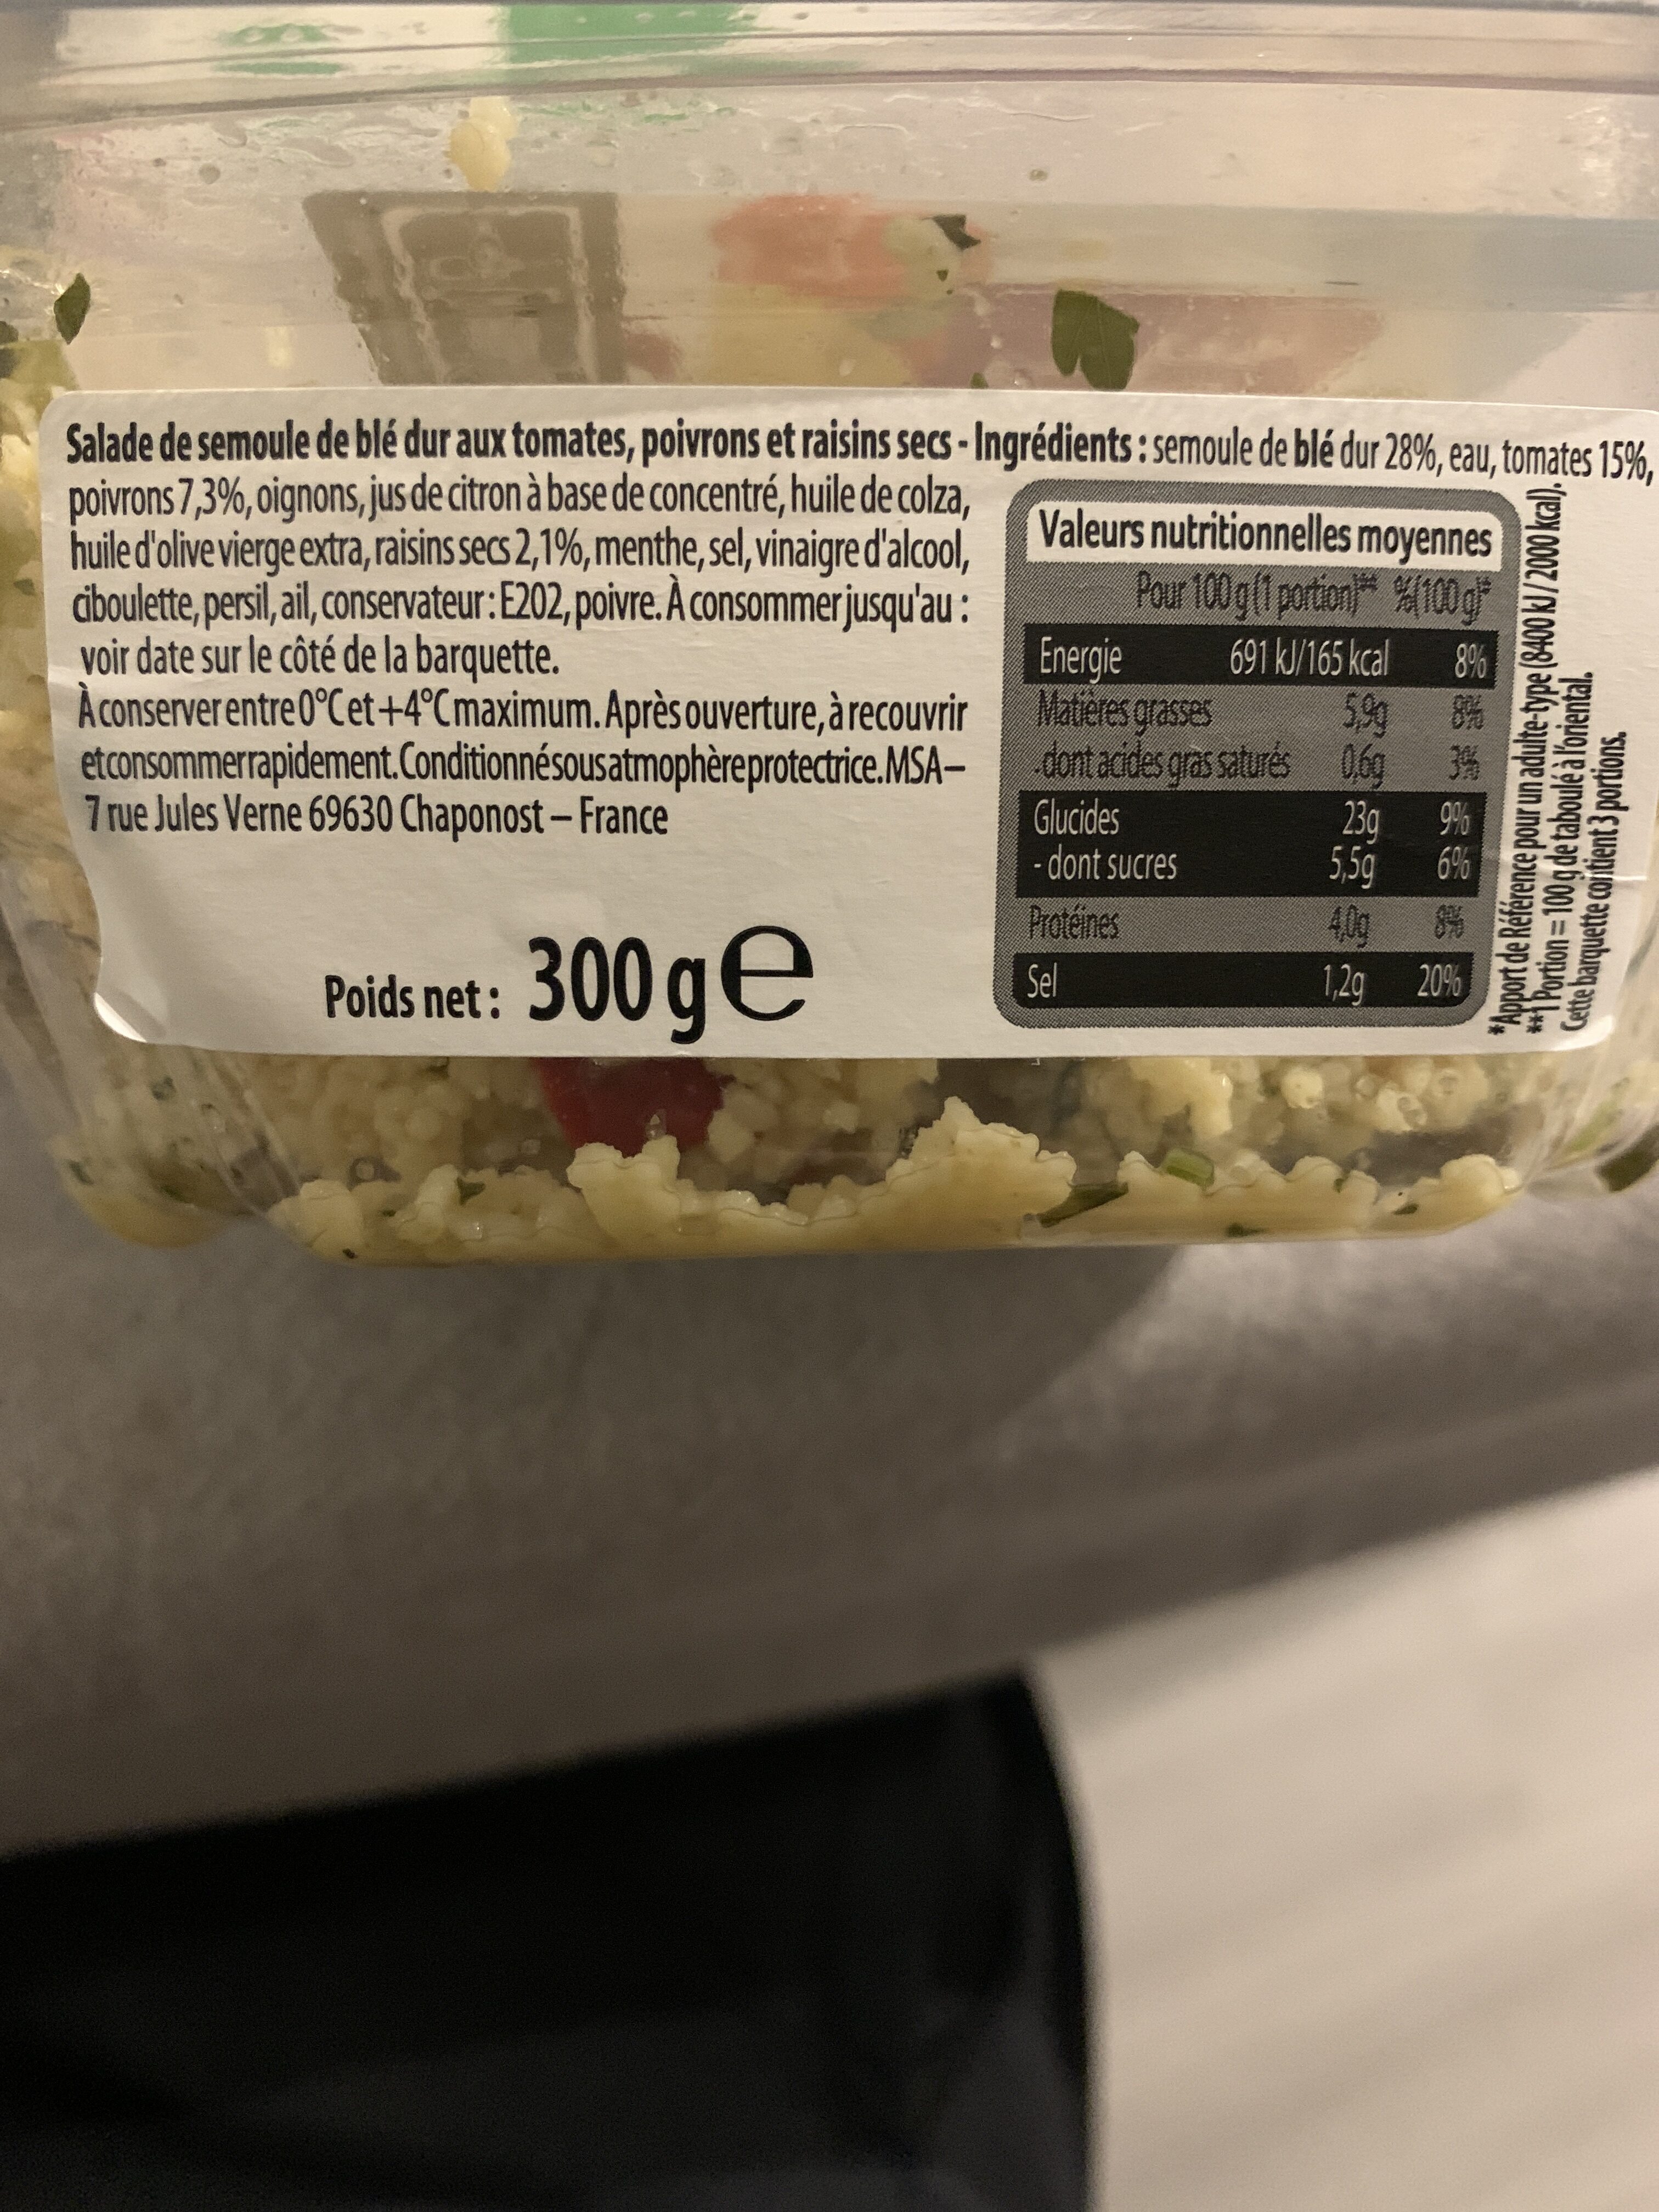 Salade de semoule de blé dur aux tomates, poivrons et raisins secs - Ingrédients : semoule de blé dur 28%, eau, tomates 15%,
poivrons 7,3%, oignons, jus de citron à base de concentré, huile de colza,
huile d'olive vierge extra, raisins secs 2,1%, menthe, sel, vinaigre d'alcool,
ciboulette, persil, ail, conservateur : E202, poivre. À consommer jusqu'au :
voir date sur le côté de la barquette.
À conserver entre 0°C et +4°C maximum. Après ouverture, à recouvrir
et consommer rapidement. Conditionné sous atmophère protectrice. MSA –
7 rue Jules Verne 69630 Chaponost – France
Poids net : 300 g e
Valeurs nutritionnelles moyennes
Pour 100 g (1 portion)** %(100 g)*
Energie 691 kJ/165 kcal 8%
Matières grasses 5,9g 8%
- dont acides gras saturés 0,6g 3%
Glucides 23g 9%
- dont sucres 5,5g 6%
Protéines 4,0g 8%
Sel 1,2g 20%
*Apport de Référence pour un adulte-type (8400 kJ / 2000 kcal).
**1 Portion = 100 g de taboulé à l'oriental.
Cette barquette contient 3 portions.